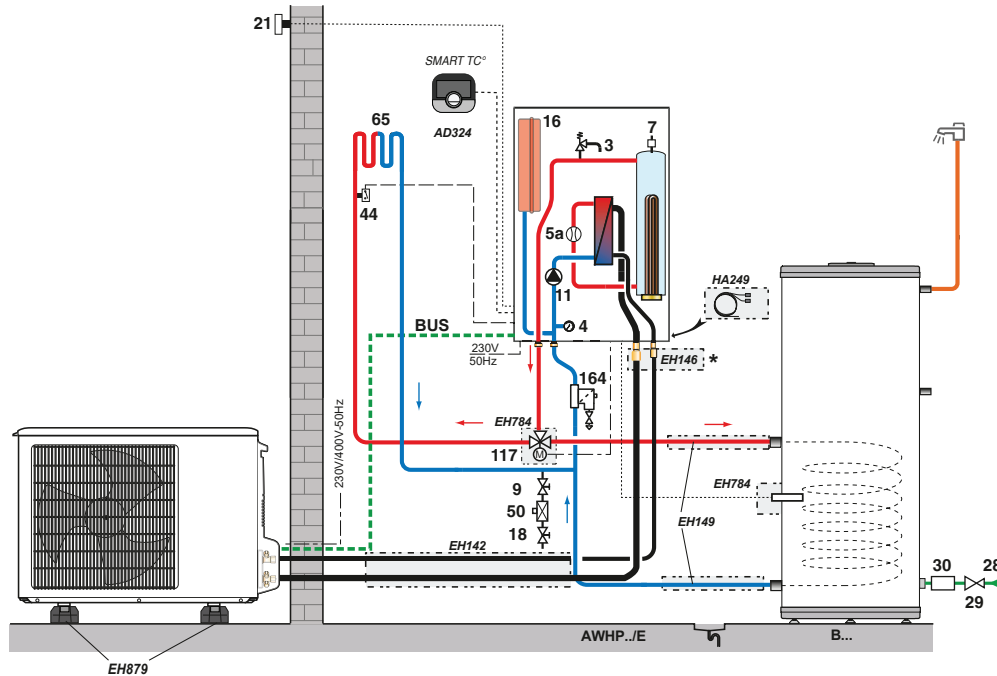 21
SMART TC°
AD324
65
16
7
3
44
5a
11
HA249
BUS
4
230V
50Hz
EH146 *
164
230V/400V-50Hz
EH784
117
M
9
EH784
50
EH149
18
EH142
30
28
29
AWHP../E
B...
EH879